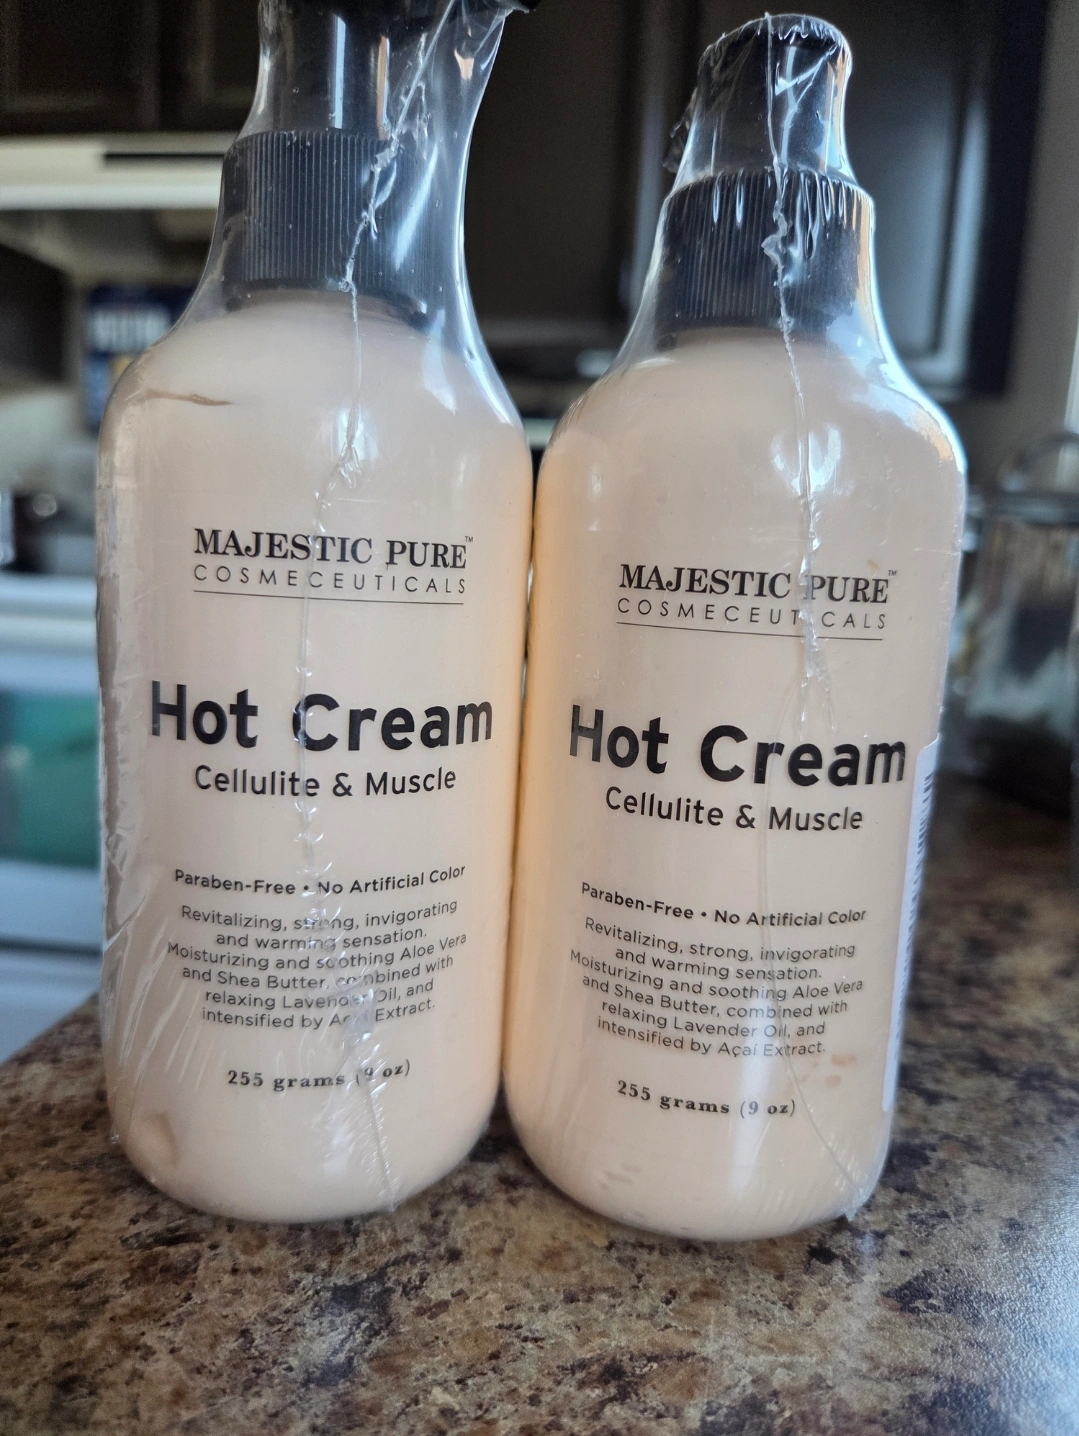 MAJESTIC PURE™
COSMECEUTICALS
Hot Cream
Cellulite & Muscle
Paraben-Free • No Artificial Color
Revitalizing, strong, invigorating
and warming sensation.
Moisturizing and soothing Aloe Vera
and Shea Butter, combined with
relaxing Lavender Oil, and
intensified by Açaí Extract.
255 grams (9 oz)
MAJESTIC PURE™
COSMECEUTICALS
Hot Cream
Cellulite & Muscle
Paraben-Free • No Artificial Color
Revitalizing, strong, invigorating
and warming sensation.
Moisturizing and soothing Aloe Vera
and Shea Butter, combined with
relaxing Lavender Oil, and
intensified by Açaí Extract.
255 grams (9 oz)